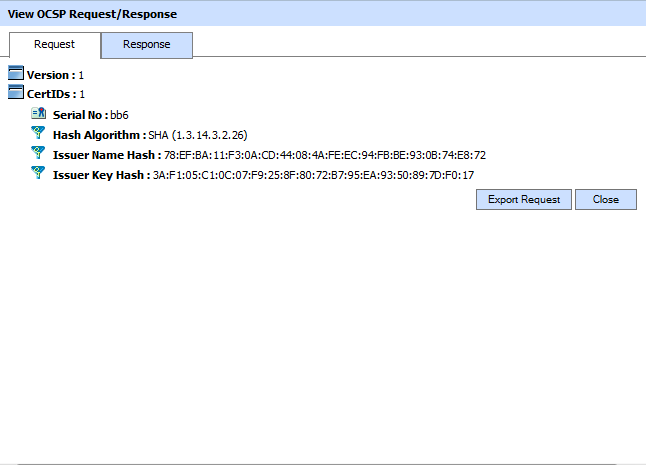 View OCSP Request/Response
Request Response
Version : 1
CertIDs : 1
Serial No : bb6
Hash Algorithm : SHA (1.3.14.3.2.26)
Issuer Name Hash : 78:EF:BA:11:F3:0A:CD:44:08:4A:FE:EC:94:FB:BE:93:0B:74:E8:72
Issuer Key Hash : 3A:F1:05:C1:0C:07:F9:25:8F:80:72:B7:95:EA:93:50:89:7D:F0:17
Export Request Close